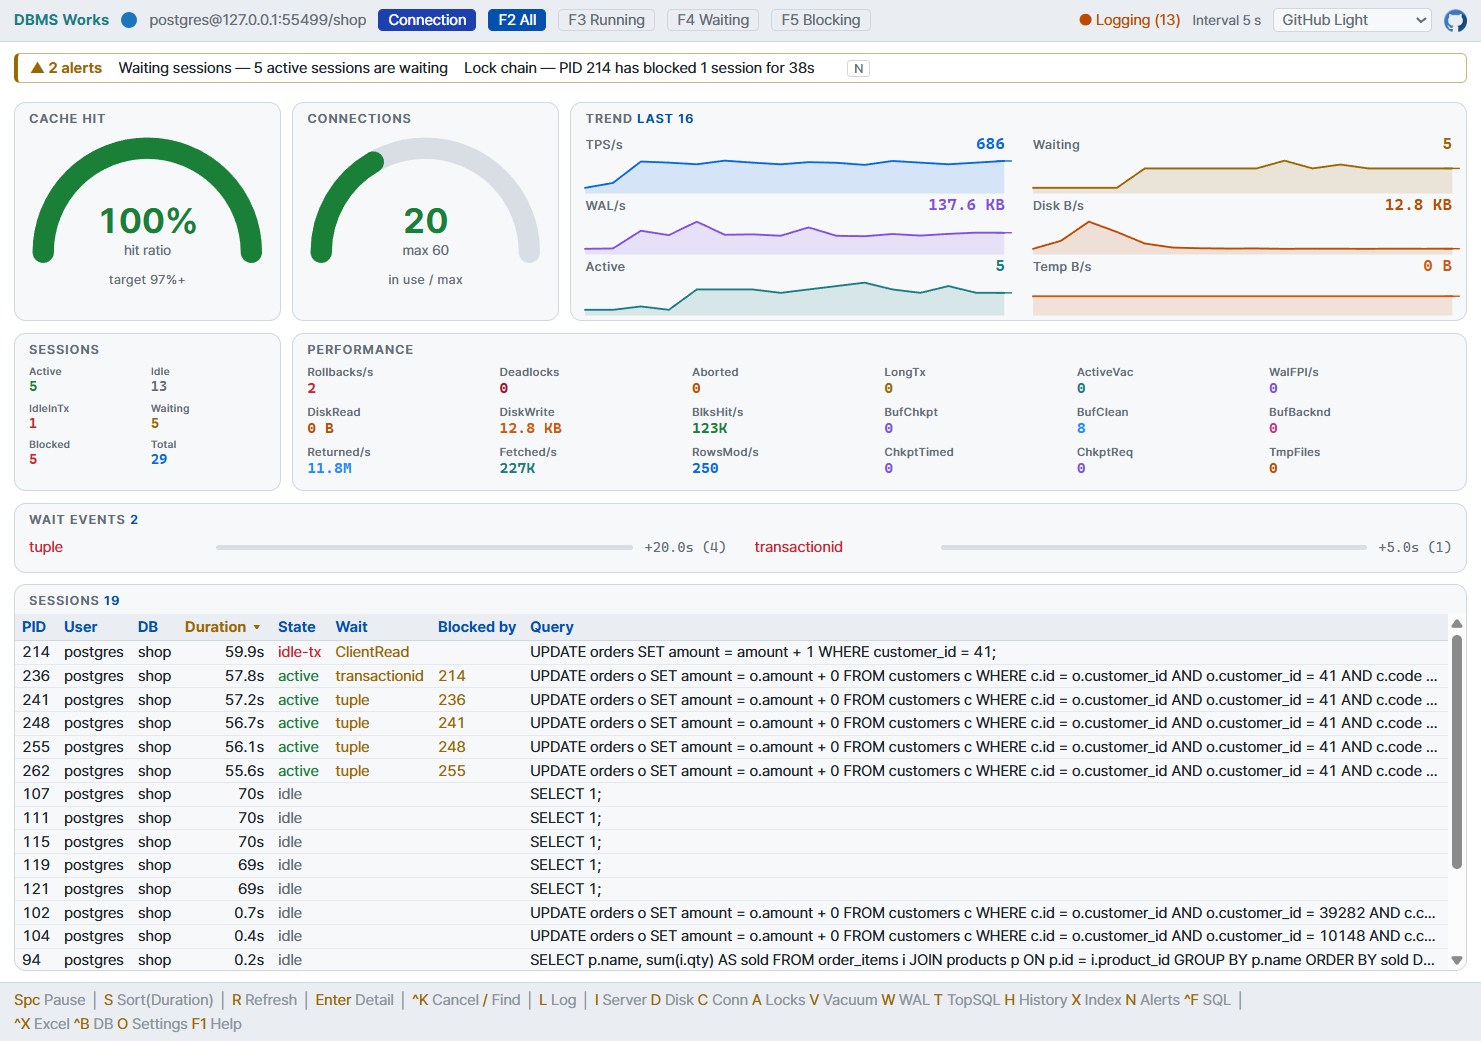 DBMS Works postgres@127.0.0.1:55499/shop Connection F2 All F3 Running F4 Waiting F5 Blocking Logging (13) Interval 5 s GitHub Light
▲ 2 alerts Waiting sessions — 5 active sessions are waiting Lock chain — PID 214 has blocked 1 session for 38s N
CACHE HIT
100%
hit ratio
target 97%+
CONNECTIONS
20
max 60
in use / max
TREND LAST 16
TPS/s 686
Waiting 5
WAL/s 137.6 KB
Disk B/s 12.8 KB
Active 5
Temp B/s 0 B
SESSIONS
Active Idle
5 13
IdleInTx Waiting
1 5
Blocked Total
5 29
PERFORMANCE
Rollbacks/s Deadlocks Aborted LongTx ActiveVac WalFPI/s
2 0 0 0 0 0
DiskRead DiskWrite BlksHit/s BufChkpt BufClean BufBacknd
0 B 12.8 KB 123K 0 8 0
Returned/s Fetched/s RowsMod/s ChkptTimed ChkptReq TmpFiles
11.8M 227K 250 0 0 0
WAIT EVENTS 2
tuple +20.0s (4) transactionid +5.0s (1)
SESSIONS 19
PID User DB Duration State Wait Blocked by Query
214 postgres shop 59.9s idle-tx ClientRead UPDATE orders SET amount = amount + 1 WHERE customer_id = 41;
236 postgres shop 57.8s active transactionid 214 UPDATE orders o SET amount = o.amount + 0 FROM customers c WHERE c.id = o.customer_id AND o.customer_id = 41 AND c.code ...
241 postgres shop 57.2s active tuple 236 UPDATE orders o SET amount = o.amount + 0 FROM customers c WHERE c.id = o.customer_id AND o.customer_id = 41 AND c.code ...
248 postgres shop 56.7s active tuple 241 UPDATE orders o SET amount = o.amount + 0 FROM customers c WHERE c.id = o.customer_id AND o.customer_id = 41 AND c.code ...
255 postgres shop 56.1s active tuple 248 UPDATE orders o SET amount = o.amount + 0 FROM customers c WHERE c.id = o.customer_id AND o.customer_id = 41 AND c.code ...
262 postgres shop 55.6s active tuple 255 UPDATE orders o SET amount = o.amount + 0 FROM customers c WHERE c.id = o.customer_id AND o.customer_id = 41 AND c.code ...
107 postgres shop 70s idle SELECT 1;
111 postgres shop 70s idle SELECT 1;
115 postgres shop 70s idle SELECT 1;
119 postgres shop 69s idle SELECT 1;
121 postgres shop 69s idle SELECT 1;
102 postgres shop 0.7s idle UPDATE orders o SET amount = o.amount + 0 FROM customers c WHERE c.id = o.customer_id AND o.customer_id = 39282 AND c.c...
104 postgres shop 0.4s idle UPDATE orders o SET amount = o.amount + 0 FROM customers c WHERE c.id = o.customer_id AND o.customer_id = 10148 AND c.c...
94 postgres shop 0.2s idle SELECT p.name, sum(i.qty) AS sold FROM order_items i JOIN products p ON p.id = i.product_id GROUP BY p.name ORDER BY sold D...
Spc Pause | S Sort(Duration) | R Refresh | Enter Detail | ^K Cancel / Find | L Log | I Server D Disk C Conn A Locks V Vacuum W WAL T TopSQL H History X Index N Alerts ^F SQL |
^X Excel ^B DB O Settings F1 Help